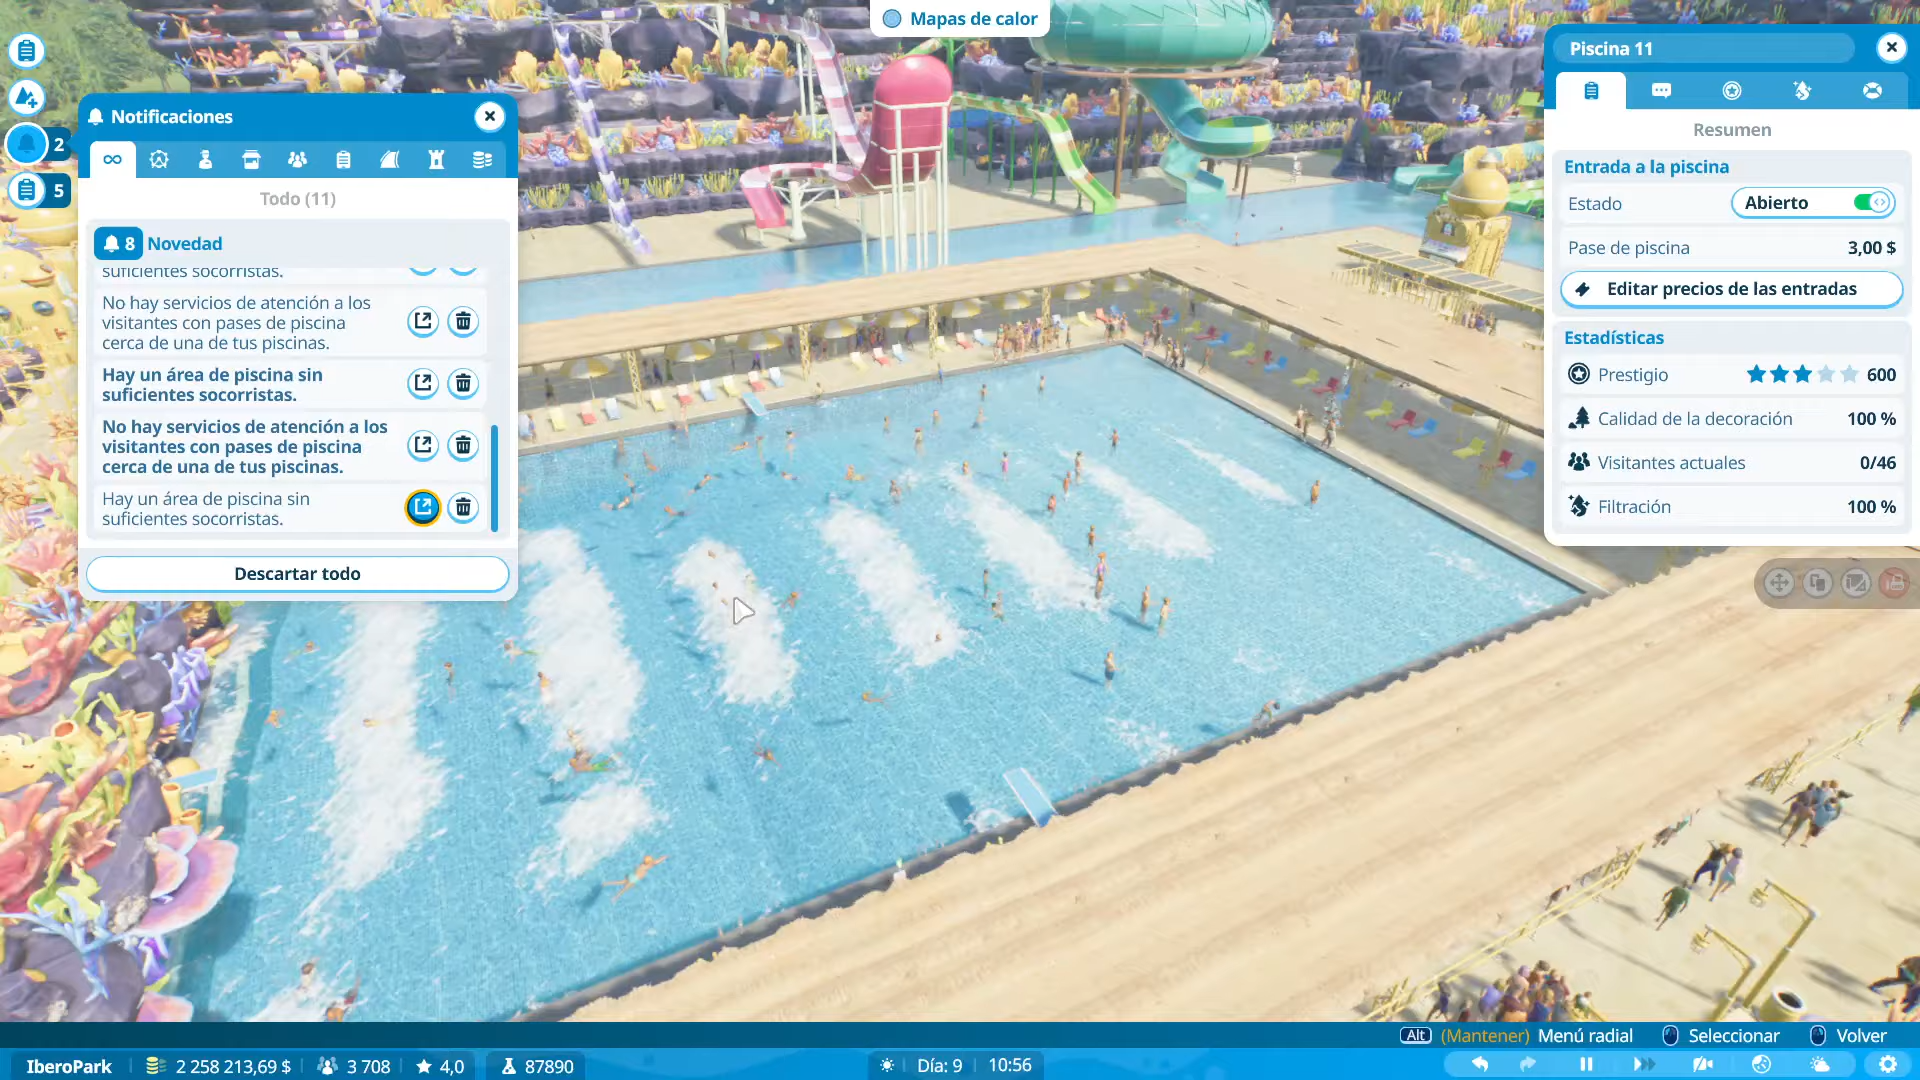 Mapas de calor
2
5
Notificaciones
Todo (11)
8 Novedad
suficientes socorristas.
No hay servicios de atención a los
visitantes con pases de piscina
cerca de una de tus piscinas.
Hay un área de piscina sin
suficientes socorristas.
No hay servicios de atención a los
visitantes con pases de piscina
cerca de una de tus piscinas.
Hay un área de piscina sin
suficientes socorristas.
Descartar todo
Piscina 11
Resumen
Entrada a la piscina
Estado Abierto
Pase de piscina 3,00 $
Editar precios de las entradas
Estadísticas
Prestigio 600
Calidad de la decoración 100 %
Visitantes actuales 0/46
Filtración 100 %
Alt (Mantener) Menú radial Seleccionar Volver
IberoPark 2 258 213,69 $ 3 708 4,0 87890 Día: 9 10:56